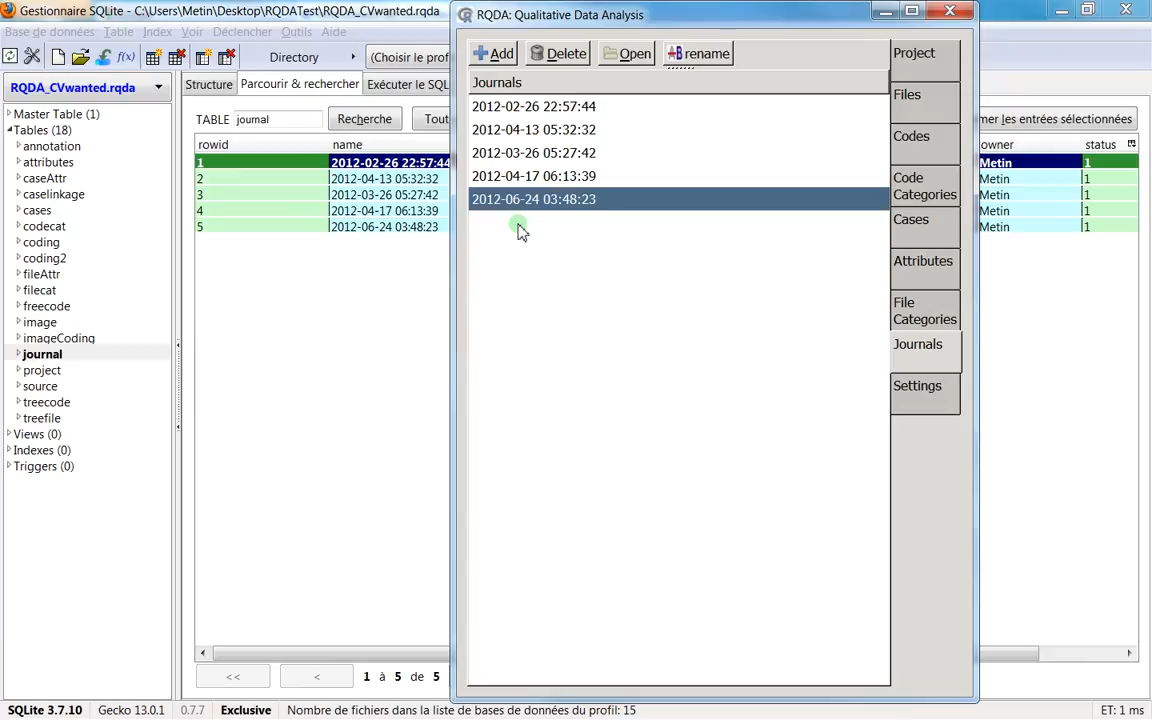 Gestionnaire SQLite - C:\Users\Metin\Desktop\RQDATest\RQDA_CVwanted.rqda
Base de données Table Index Voir Déclencher Outils Aide
f(x) Directory (Choisir le prof
RQDA_CVwanted.rqda
Master Table (1)
Tables (18)
annotation
attributes
caseAttr
caselinkage
cases
codecat
coding
coding2
fileAttr
filecat
freecode
image
imageCoding
journal
project
source
treecode
treefile
Views (0)
Indexes (0)
Triggers (0)
Structure Parcourir & rechercher Exécuter le SQL
TABLE journal Recherche Tout
mer les entrées sélectionnées
rowid name owner status
1 2012-02-26 22:57:44 Metin 1
2 2012-04-13 05:32:32 Metin 1
3 2012-03-26 05:27:42 Metin 1
4 2012-04-17 06:13:39 Metin 1
5 2012-06-24 03:48:23 Metin 1
<< < 1 à 5 de 5
RQDA: Qualitative Data Analysis
Add Delete Open rename
Journals
2012-02-26 22:57:44
2012-04-13 05:32:32
2012-03-26 05:27:42
2012-04-17 06:13:39
2012-06-24 03:48:23
Project
Files
Codes
Code
Categories
Cases
Attributes
File
Categories
Journals
Settings
SQLite 3.7.10 Gecko 13.0.1 0.7.7 Exclusive Nombre de fichiers dans la liste de bases de données du profil: 15 ET: 1 ms